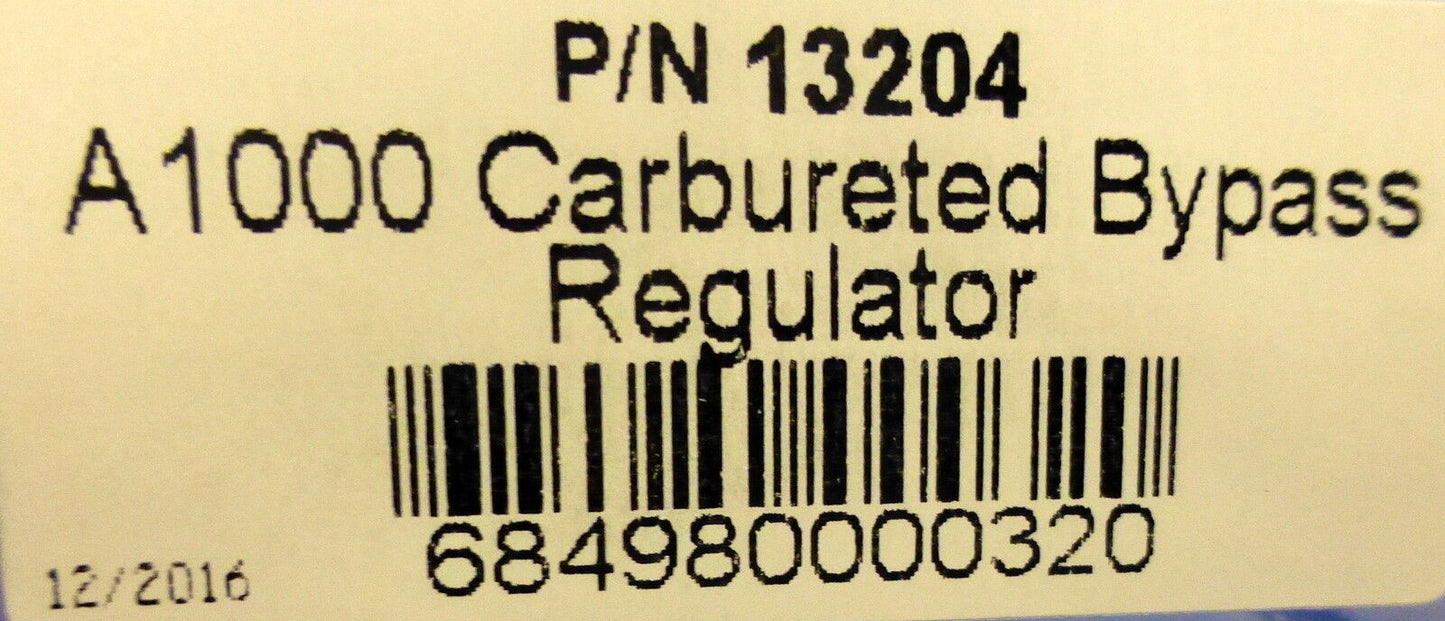 P/N 13204
A1000 Carbureted Bypass
Regulator
684980000320
12/2016